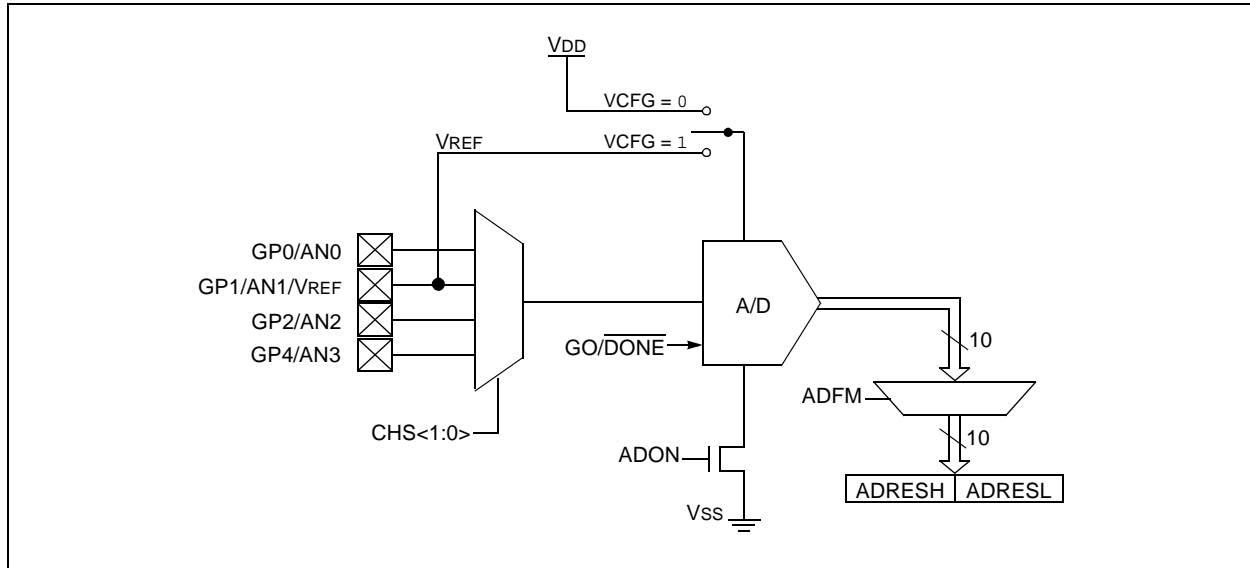 VDD
VCFG = 0
VREF
VCFG = 1
GP0/AN0
GP1/AN1/VREF
GP2/AN2
GP4/AN3
A/D
GO/DONE
10
ADFM
CHS<1:0>
10
ADON
ADRESH ADRESL
VSS